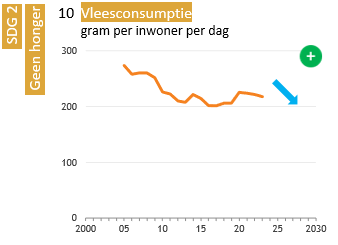 SDG 2
Geen honger
10 Vleesconsumptie
gram per inwoner per dag
300
200
100
0
2000 05 10 15 20 25 2030
+